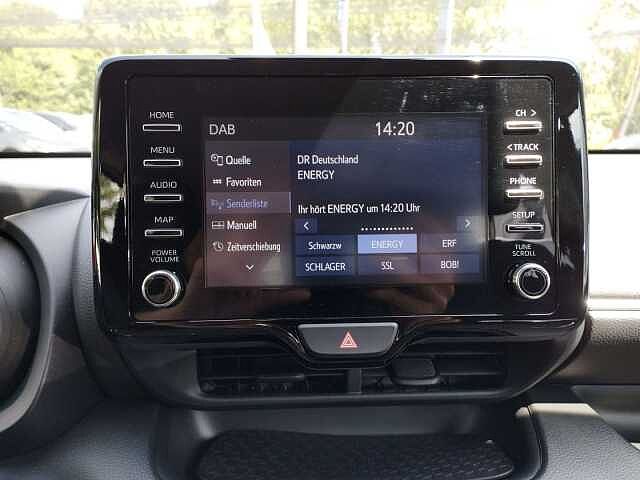 HOME
MENU
AUDIO
MAP
POWER
VOLUME
DAB 14:20
Quelle
Favoriten
Senderliste
Manuell
Zeitverschiebung
DR Deutschland
ENERGY
Ihr hört ENERGY um 14:20 Uhr
Schwarzw ENERGY ERF
SCHLAGER SSL BOB!
CH >
< TRACK
PHONE
SETUP
TUNE
SCROLL